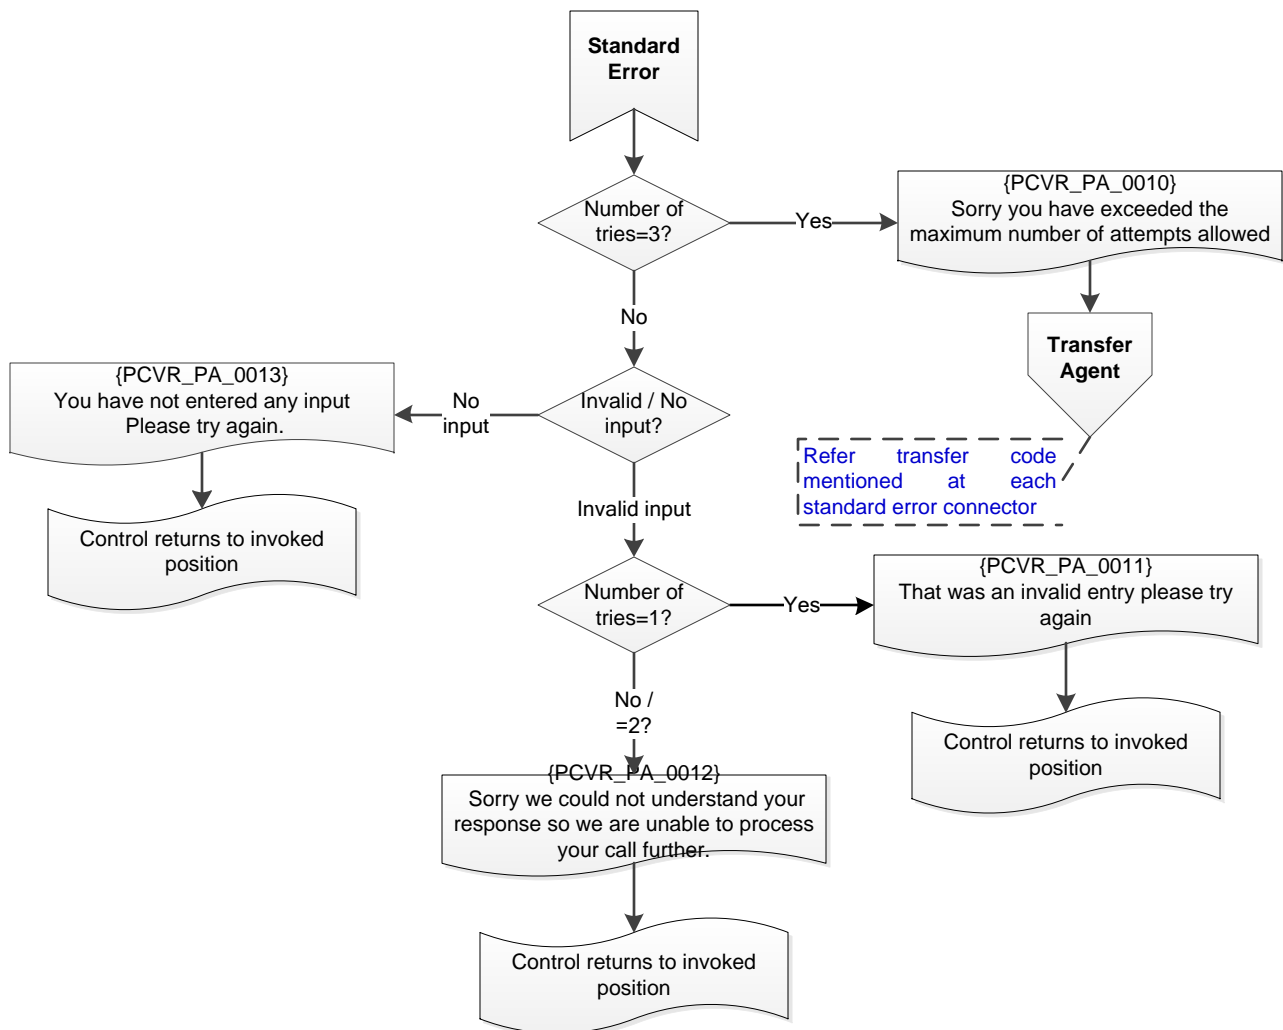 Standard
Error
Number of
tries=3?
Yes
{PCVR_PA_0010}
Sorry you have exceeded the
maximum number of attempts allowed
No
Transfer
Agent
{PCVR_PA_0013}
You have not entered any input
Please try again.
No
input
Invalid / No
input?
Refer transfer code
mentioned at each
standard error connector
Control returns to invoked
position
Invalid input
Number of
tries=1?
Yes
{PCVR_PA_0011}
That was an invalid entry please try
again
No /
=2?
Control returns to invoked
position
{PCVR_PA_0012}
Sorry we could not understand your
response so we are unable to process
your call further.
Control returns to invoked
position